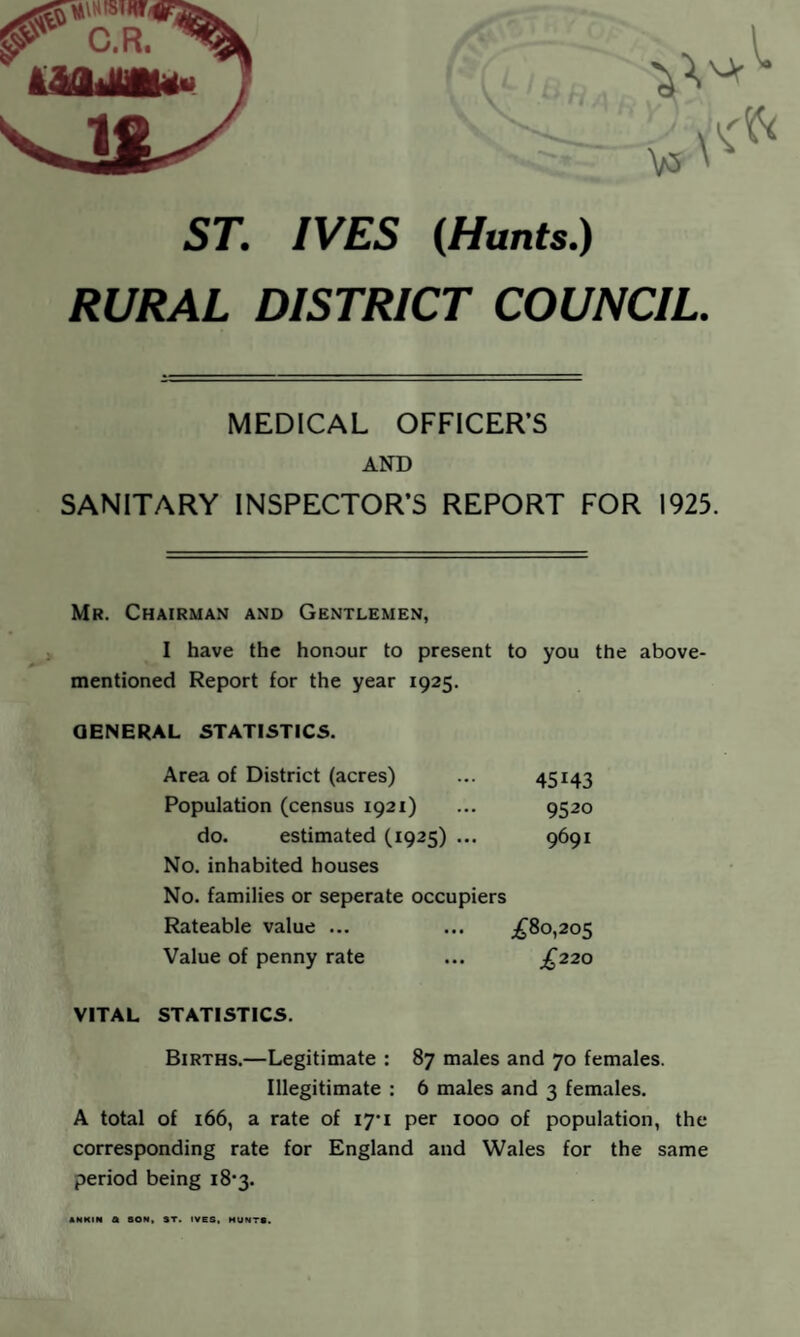 C.R.
12
ST. IVES (Hunts.)
RURAL DISTRICT COUNCIL.
MEDICAL OFFICER'S
AND
SANITARY INSPECTOR'S REPORT FOR 1925.
MR. CHAIRMAN AND GENTLEMEN,
I have the honour to present to you the above-
mentioned Report for the year 1925.
GENERAL STATISTICS.
Area of District (acres) ... 45143
Population (census 1921) ... 9520
do. estimated (1925) ... 9691
No. inhabited houses
No. families or seperate occupiers
Rateable value ... ... £80,205
Value of penny rate ... £220
VITAL STATISTICS.
BIRTHS.—Legitimate : 87 males and 70 females.
Illegitimate : 6 males and 3 females.
A total of 166, a rate of 17·1 per 1000 of population, the
corresponding rate for England and Wales for the same
period being 18·3.
ANKIN & SON, ST. IVES, HUNTS.